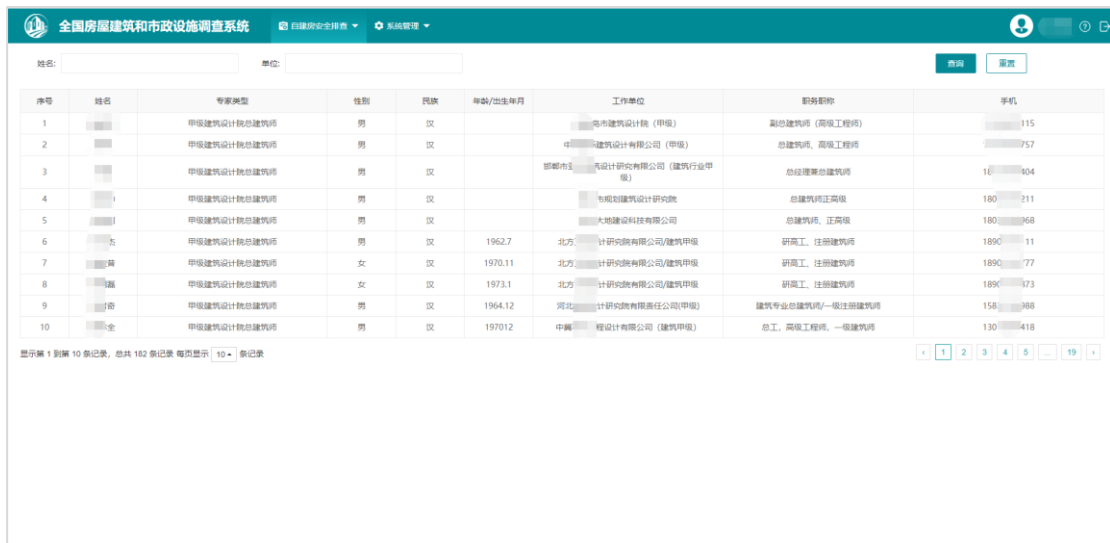 全国房屋建筑和市政设施调查系统 自建房安全排查 系统管理
姓名: 单位: 查询 重置
序号 姓名 专家类型 性别 民族 年龄/出生年月 工作单位 职务职称 手机
1 甲级建筑设计院总建筑师 男 汉 岛市建筑设计院（甲级） 副总建筑师（高级工程师） 115
2 甲级建筑设计院总建筑师 男 汉 中 建筑设计有限公司（甲级） 总建筑师、高级工程师 757
3 甲级建筑设计院总建筑师 男 汉 邯郸市 筑设计研究有限公司（建筑行业甲级） 总经理兼总建筑师 18 404
4 甲级建筑设计院总建筑师 男 汉 市规划建筑设计研究院 总建筑师正高级 180 211
5 甲级建筑设计院总建筑师 男 汉 大地建设科技有限公司 总建筑师、正高级 180 968
6 杰 甲级建筑设计院总建筑师 男 汉 1962.7 北方 计研究院有限公司/建筑甲级 研高工、注册建筑师 1890 11
7 甲级建筑设计院总建筑师 女 汉 1970.11 北方 计研究院有限公司/建筑甲级 研高工、注册建筑师 1890 77
8 磊 甲级建筑设计院总建筑师 女 汉 1973.1 北方 计研究院有限公司/建筑甲级 研高工、注册建筑师 1890 473
9 奇 甲级建筑设计院总建筑师 男 汉 1964.12 河北 计研究院有限责任公司(甲级) 建筑专业总建筑师/一级注册建筑师 158 988
10 全 甲级建筑设计院总建筑师 男 汉 197012 中冀 程设计有限公司（建筑甲级） 总工，高级工程师，一级建筑师 130 418
显示第 1 到第 10 条记录，总共 182 条记录 每页显示 10 条记录 ‹ 1 2 3 4 5 ... 19 ›